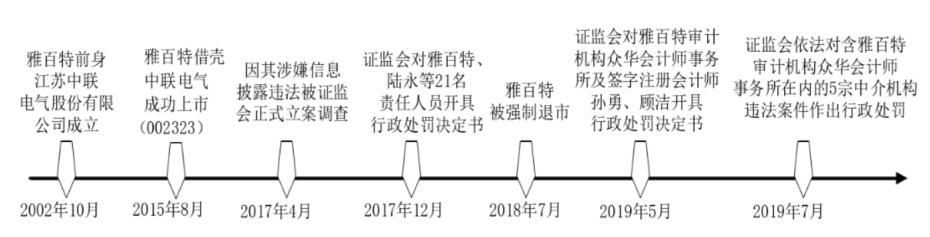 雅百特前身
江苏中联
电气股份有限
公司成立
2002年10月
雅百特借壳
中联电气
成功上市
（002323）
2015年8月
因其涉嫌信息
披露违法被证监
会正式立案调查
2017年4月
证监会对雅百特、
陆永等21名
责任人员开具
行政处罚决定书
2017年12月
雅百特
被强制退市
2018年7月
证监会对雅百特审计
机构众华会计师事务
所及签字注册会计师
孙勇、顾洁开具
行政处罚决定书
2019年5月
证监会依法对含雅百特
审计机构众华会计师
事务所在内的5宗中介机构
违法案件作出行政处罚
2019年7月